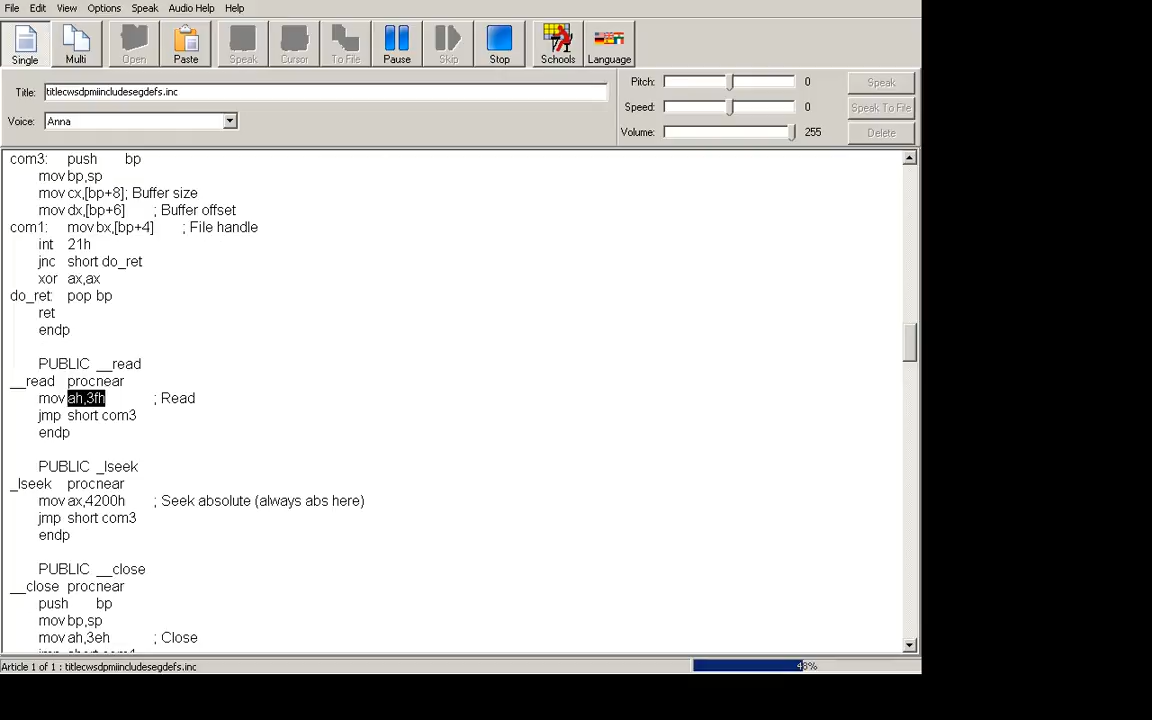 File Edit View Options Speak Audio Help Help
Single Multi Open Paste Speak Cursor To File Pause Skip Stop Schools Language
Title: titlecwsdpmiincludesegdefs.inc
Voice: Anna
Pitch: 0 Speak
Speed: 0 Speak To File
Volume: 255 Delete
com3: push bp
mov bp,sp
mov cx,[bp+8]; Buffer size
mov dx,[bp+6] ; Buffer offset
com1: mov bx,[bp+4] ; File handle
int 21h
jnc short do_ret
xor ax,ax
do_ret: pop bp
ret
endp
PUBLIC __read
__read procnear
mov ah,3fh ; Read
jmp short com3
endp
PUBLIC _lseek
_lseek procnear
mov ax,4200h ; Seek absolute (always abs here)
jmp short com3
endp
PUBLIC __close
__close procnear
push bp
mov bp,sp
mov ah,3eh ; Close
Article 1 of 1 : titlecwsdpmiincludesegdefs.inc 48%